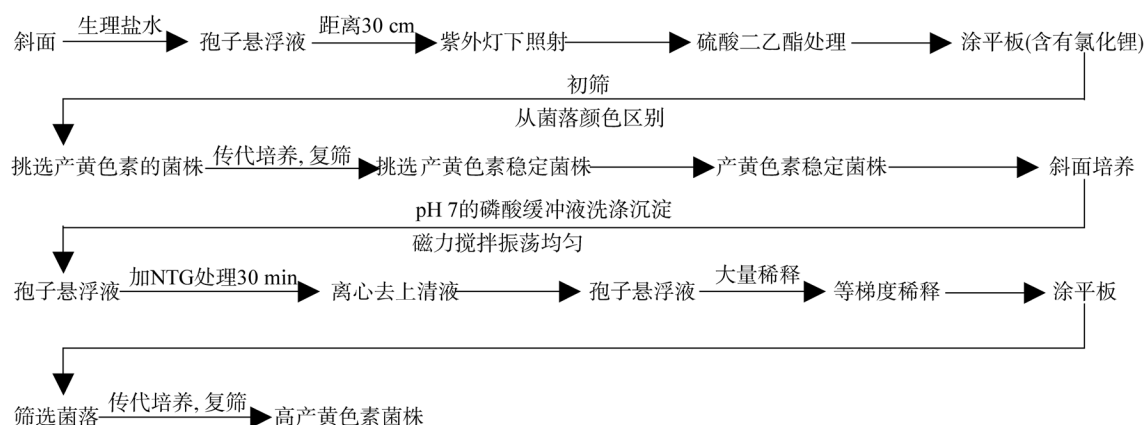 生理盐水 距离30 cm
斜面 孢子悬浮液 紫外灯下照射 硫酸二乙酯处理 涂平板(含有氯化锂)
初筛
从菌落颜色区别
传代培养, 复筛
挑选产黄色素的菌株 挑选产黄色素稳定菌株 产黄色素稳定菌株 斜面培养
pH 7的磷酸缓冲液洗涤沉淀
磁力搅拌振荡均匀
加NTG处理30 min 大量稀释
孢子悬浮液 离心去上清液 孢子悬浮液 等梯度稀释 涂平板
传代培养, 复筛
筛选菌落 高产黄色素菌株